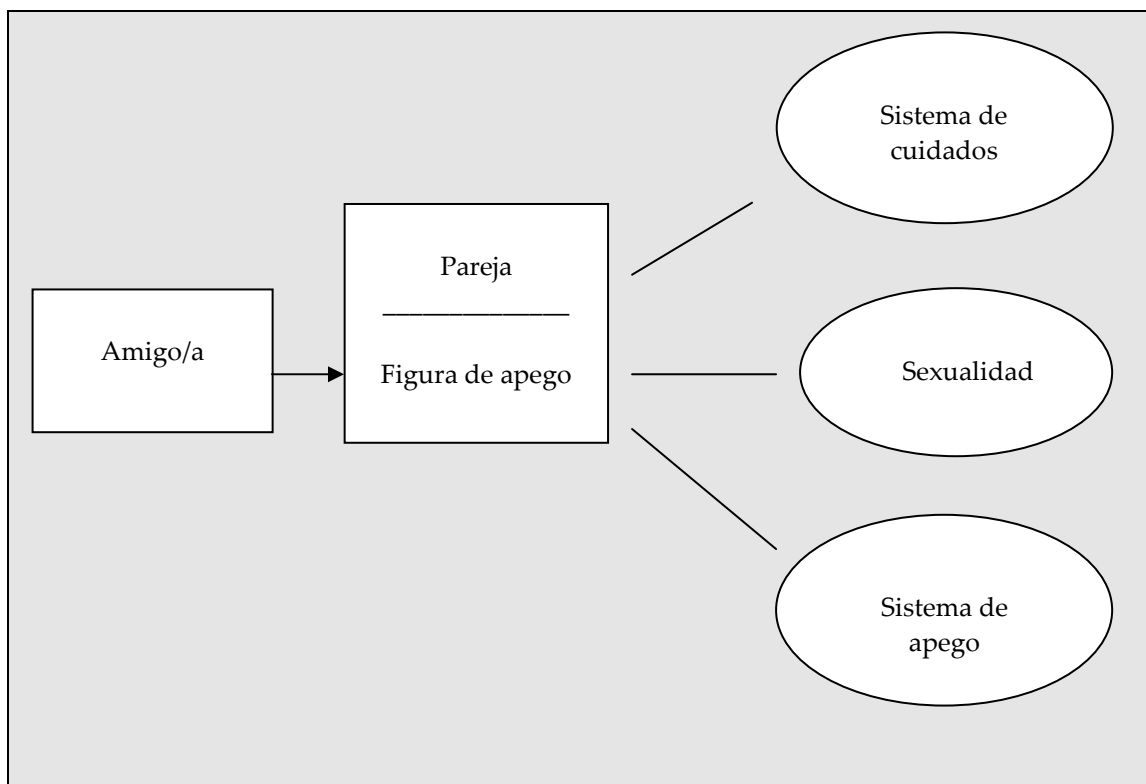 Amigo/a
Pareja
Figura de apego
Sistema de
cuidados
Sexualidad
Sistema de
apego